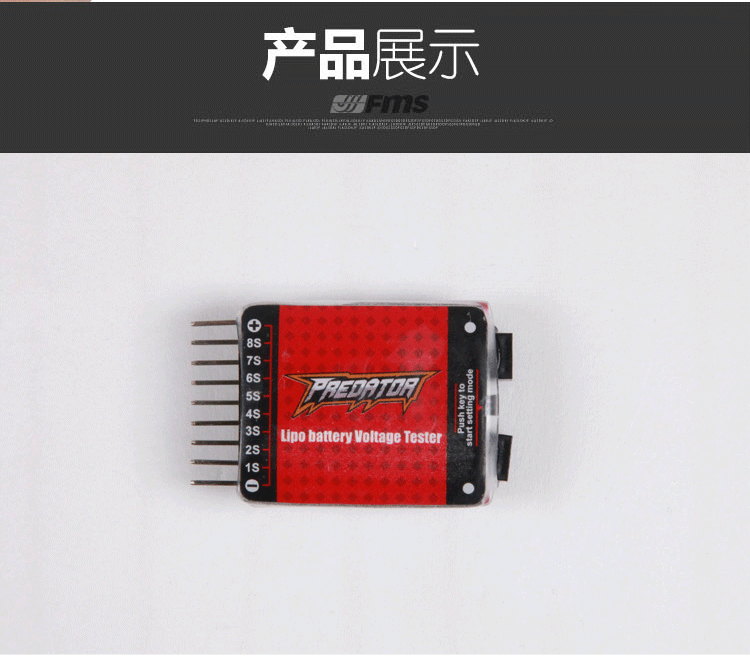 产品展示
FMS
+
8S
7S
6S
5S
4S
3S
2S
1S
−
PREDATOR
Lipo battery Voltage Tester
Push key to
start setting mode